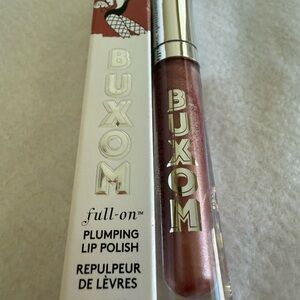 BUXOM
full-on™
PLUMPING
LIP POLISH
REPULPEUR
DE LÈVRES
BUXOM